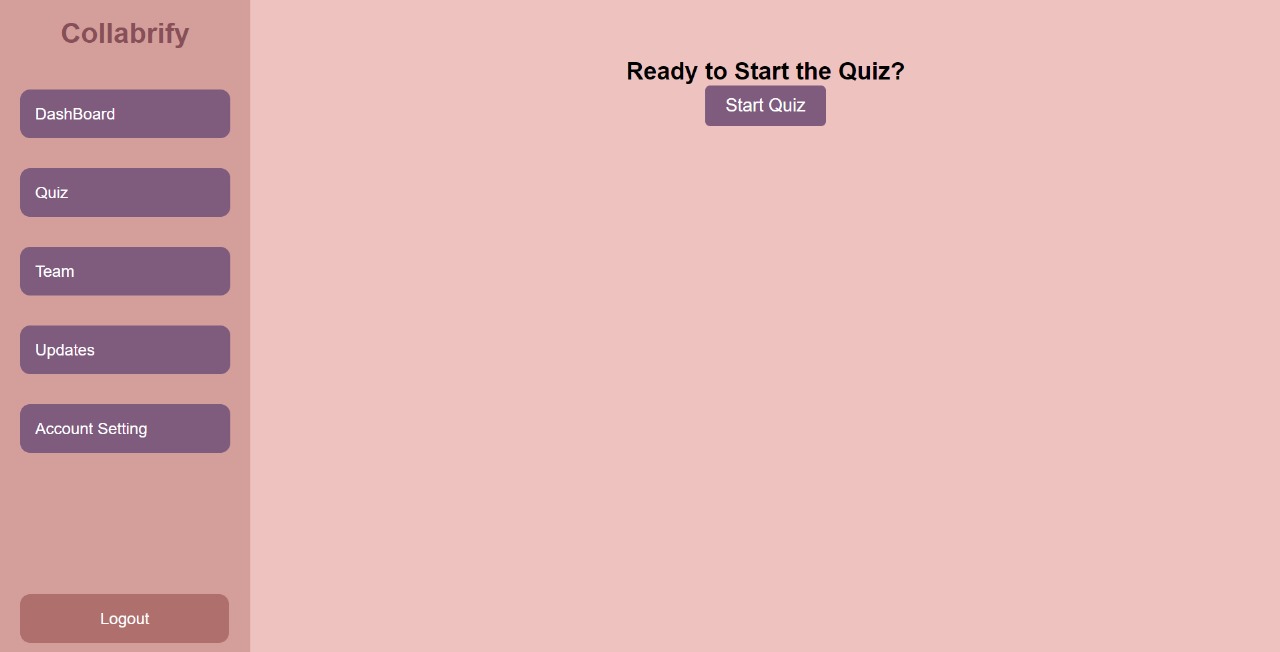 Collabrify
DashBoard
Quiz
Team
Updates
Account Setting
Logout
Ready to Start the Quiz?
Start Quiz